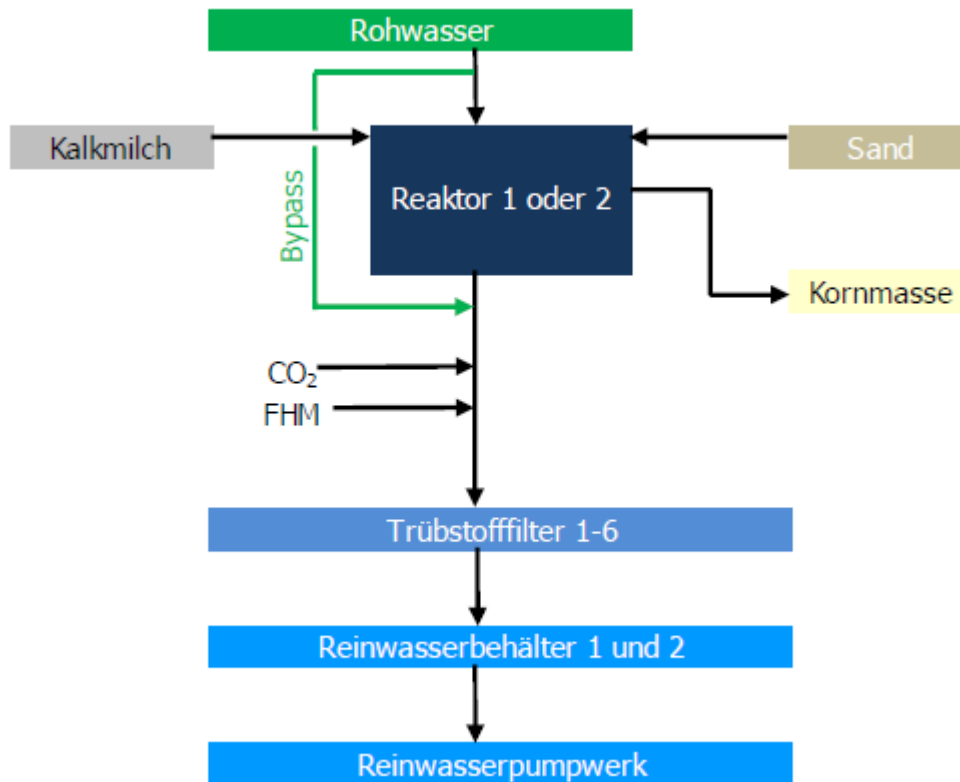 Rohwasser
Kalkmilch
Sand
Reaktor 1 oder 2
Bypass
Kornmasse
CO₂
FHM
Trübstofffilter 1-6
Reinwasserbehälter 1 und 2
Reinwasserpumpwerk